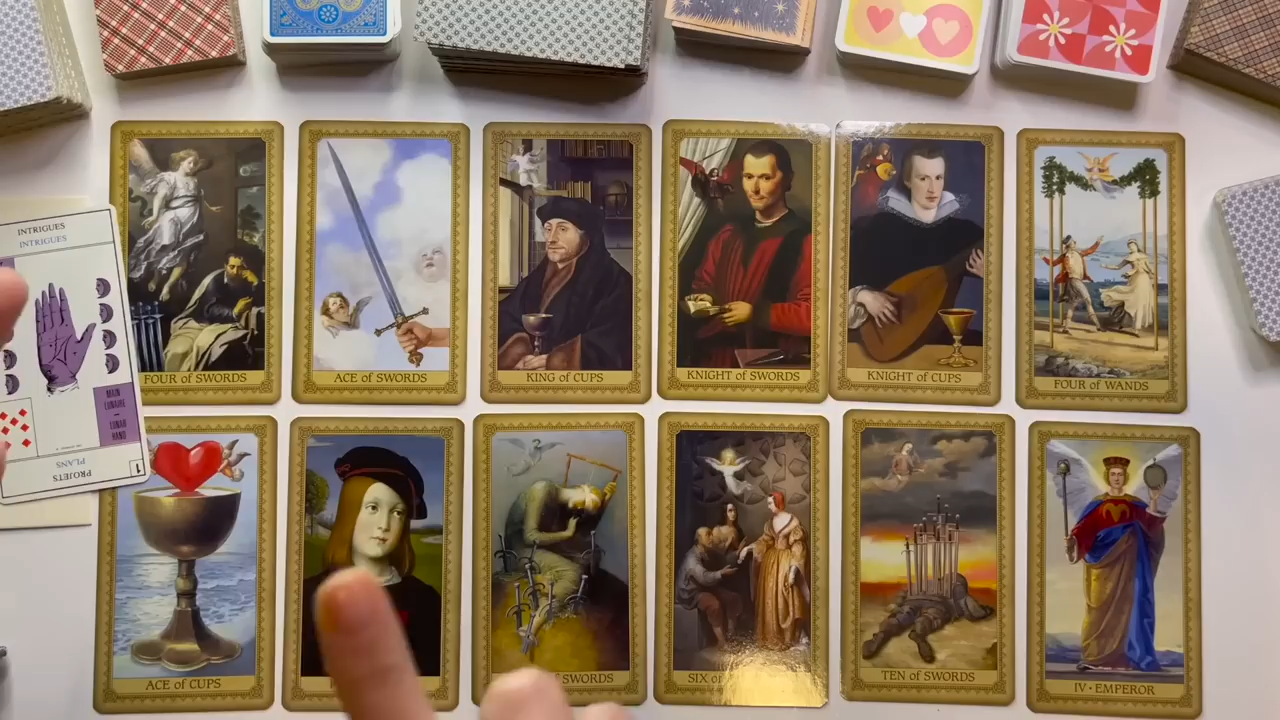 FOUR of SWORDS
ACE of SWORDS
KING of CUPS
KNIGHT of SWORDS
KNIGHT of CUPS
FOUR of WANDS
INTRIGUES
INTRIGUES
MAIN
LUNAIRE
—
LUNAR
HAND
PLANS
PROJETS
1
ACE of CUPS
SWORDS
SIX
TEN of SWORDS
IV • EMPEROR